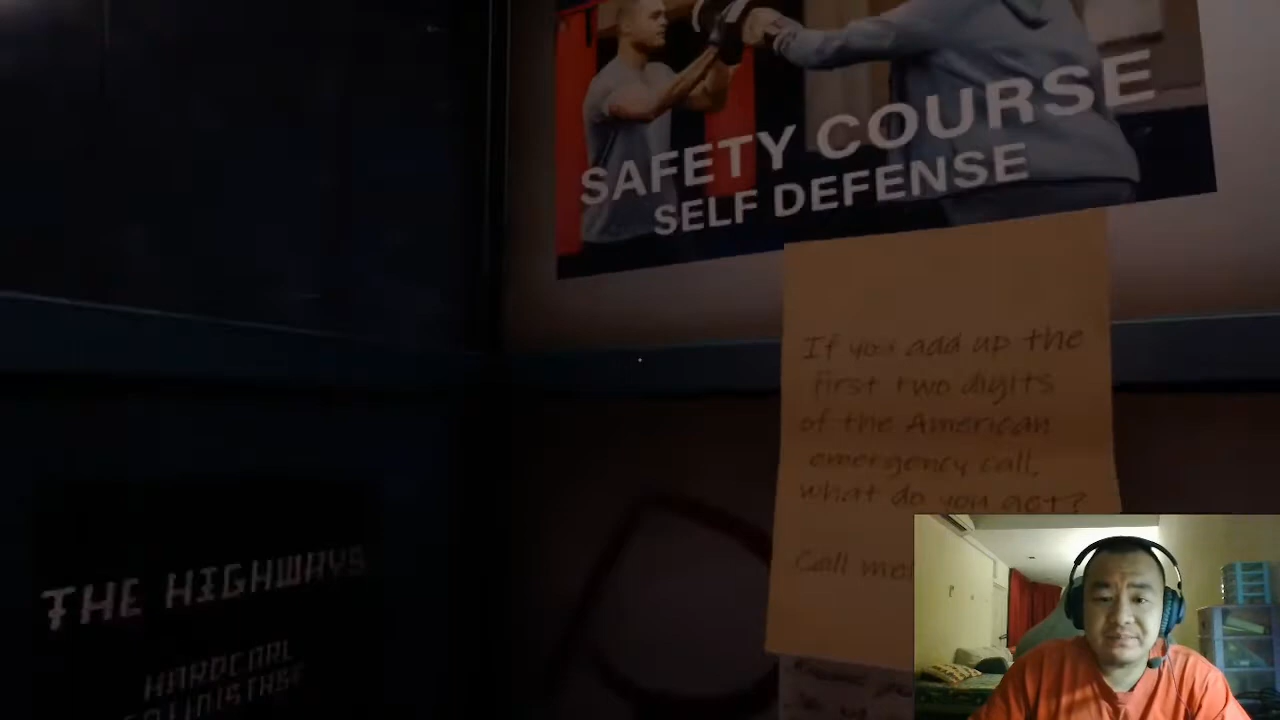 SAFETY COURSE
SELF DEFENSE
If you add up the
first two digits
of the American
emergency call,
what do you get?
Call me
THE HIGHWAYS